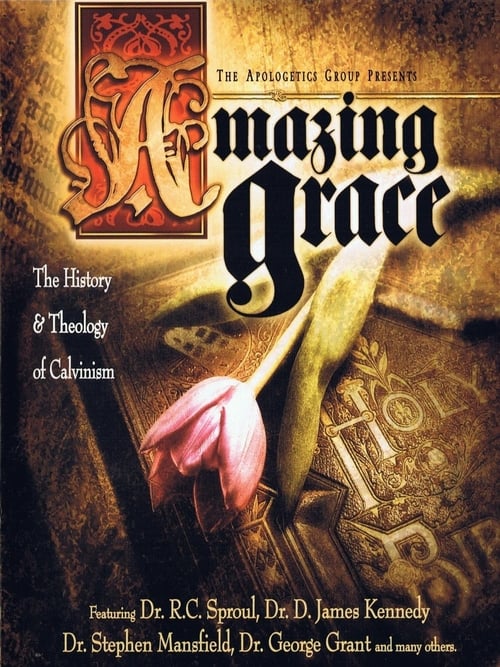 The Apologetics Group Presents
Amazing
grace
The History
& Theology
of Calvinism
Holy
Featuring Dr. R.C. Sproul, Dr. D. James Kennedy
Dr. Stephen Mansfield, Dr. George Grant and many others.